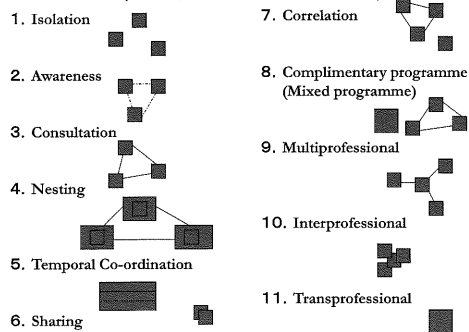 1. Isolation
2. Awareness
3. Consultation
4. Nesting
5. Temporal Co-ordination
6. Sharing
7. Correlation
8. Complimentary programme
(Mixed programme)
9. Multiprofessional
10. Interprofessional
11. Transprofessional